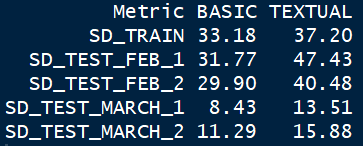 Metric BASIC TEXTUAL
SD_TRAIN 33.18 37.20
SD_TEST_FEB_1 31.77 47.43
SD_TEST_FEB_2 29.90 40.48
SD_TEST_MARCH_1 8.43 13.51
SD_TEST_MARCH_2 11.29 15.88